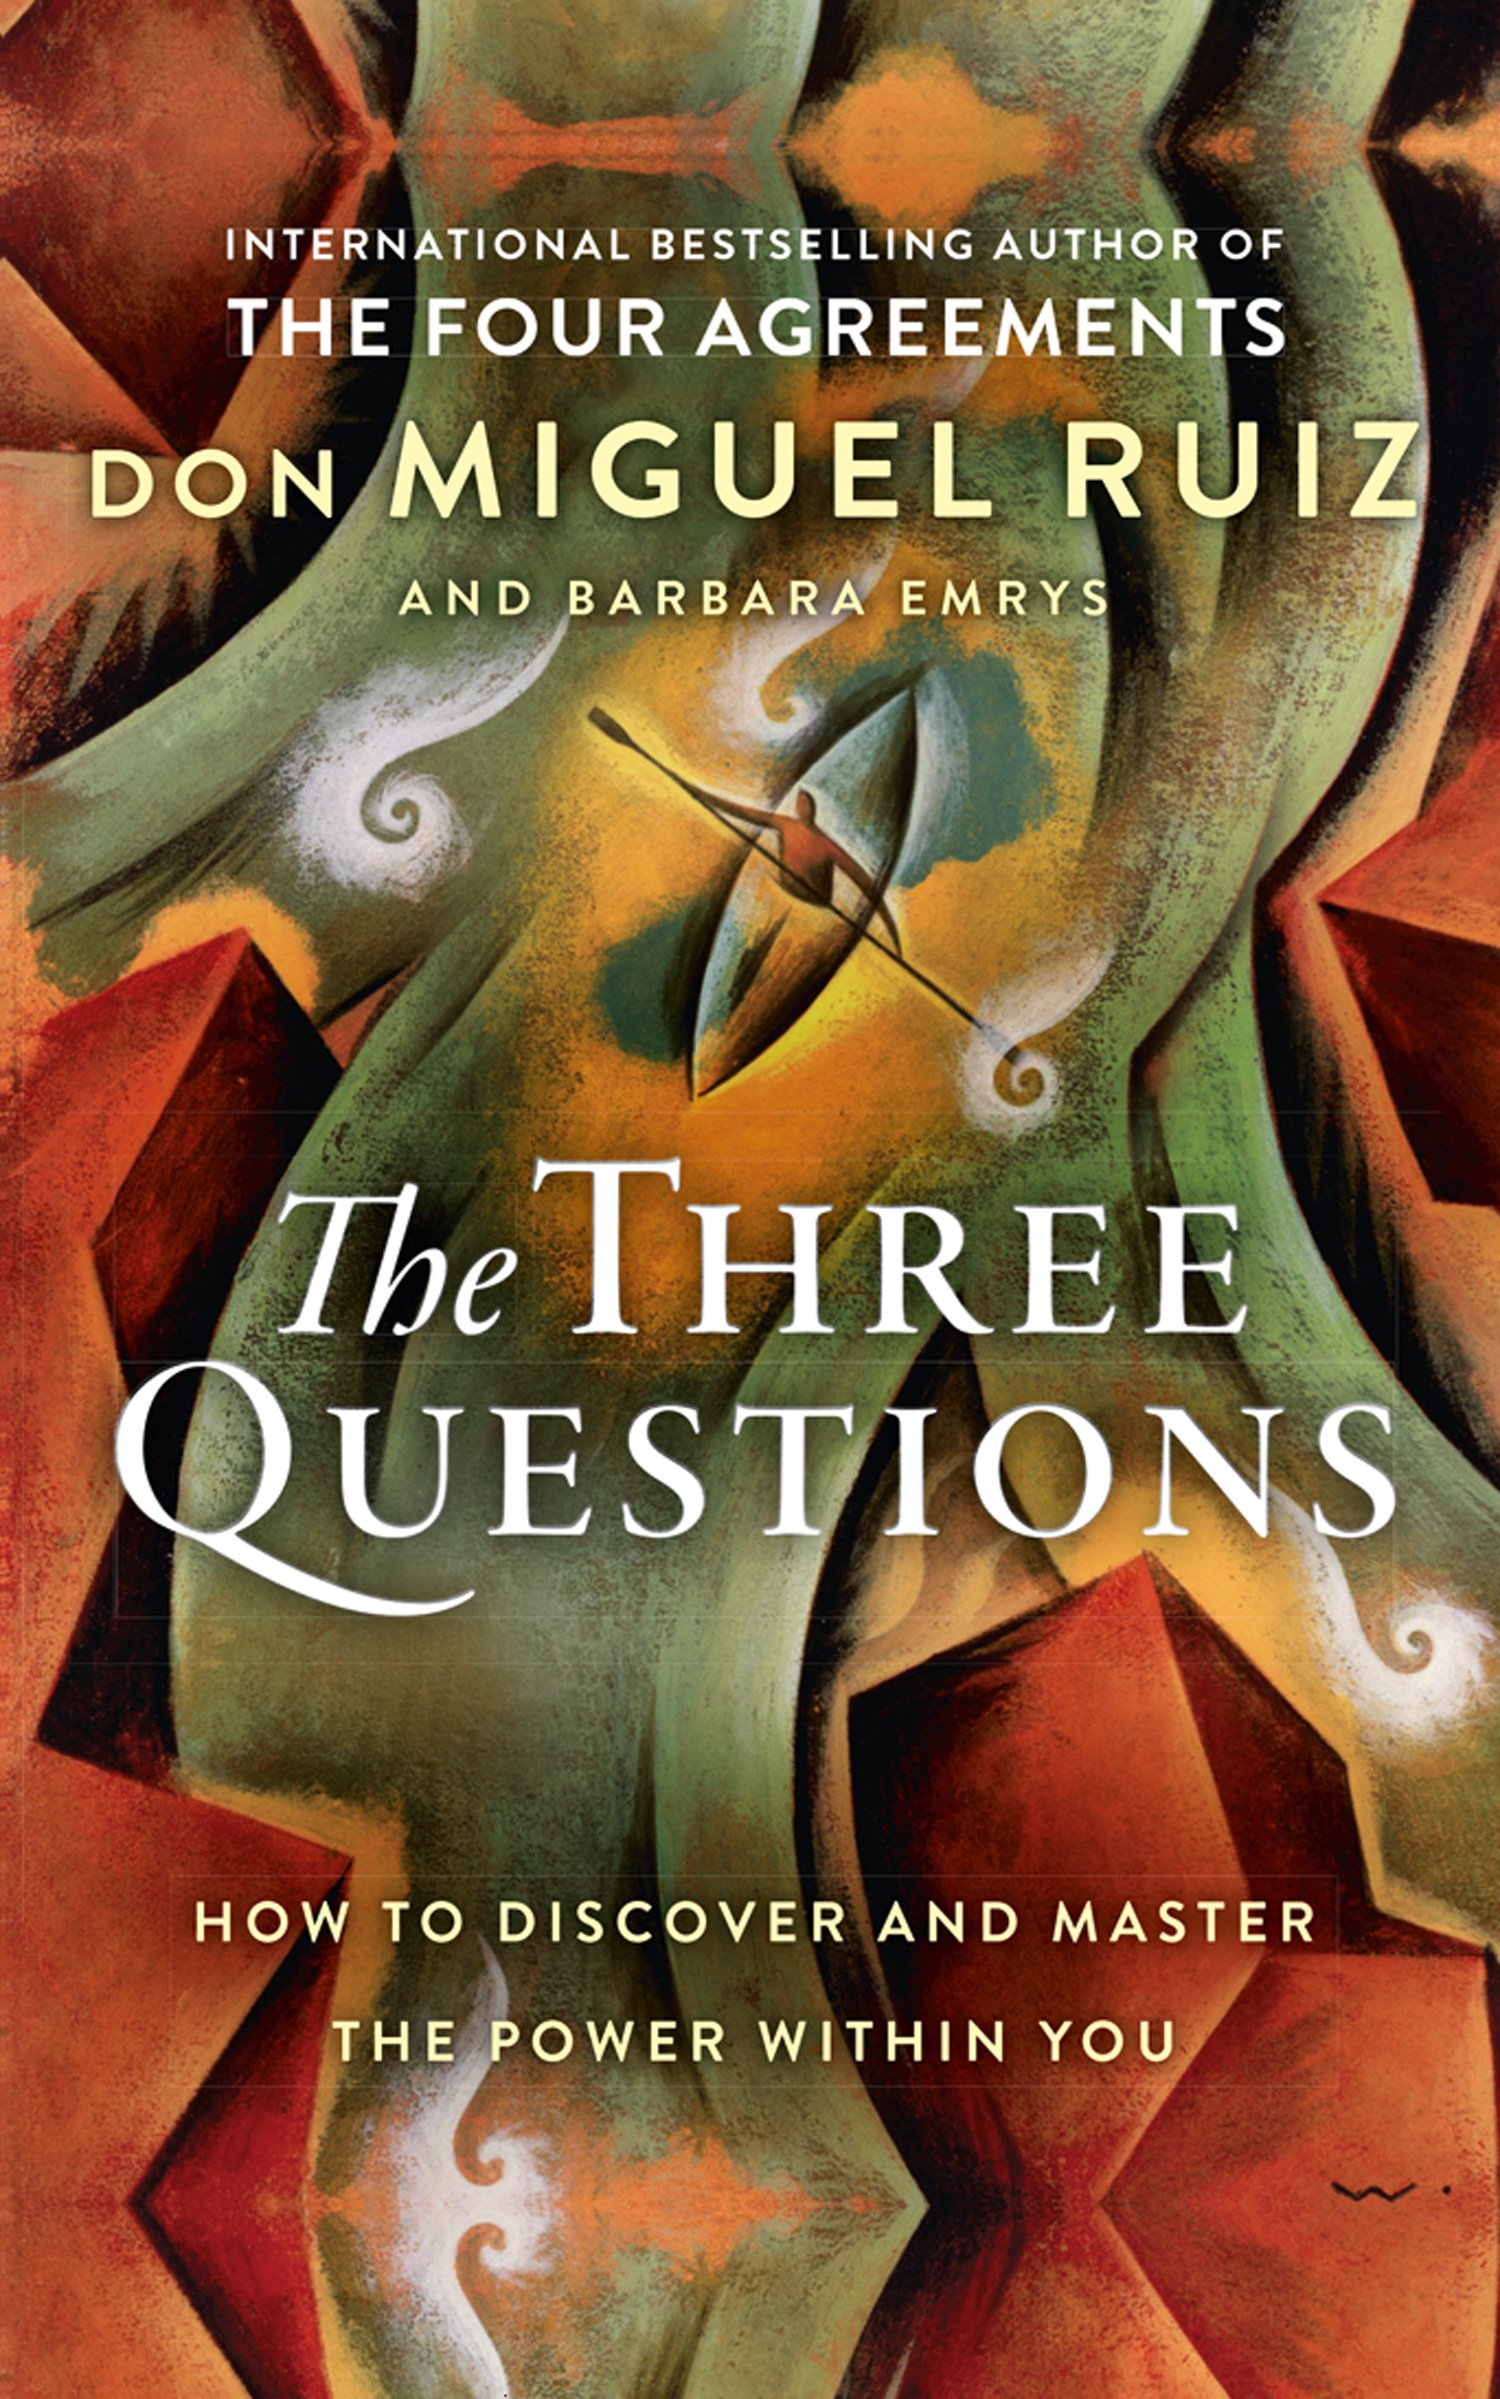 INTERNATIONAL BESTSELLING AUTHOR OF
THE FOUR AGREEMENTS
DON MIGUEL RUIZ
AND BARBARA EMRYS
The THREE
QUESTIONS
HOW TO DISCOVER AND MASTER
THE POWER WITHIN YOU
W.